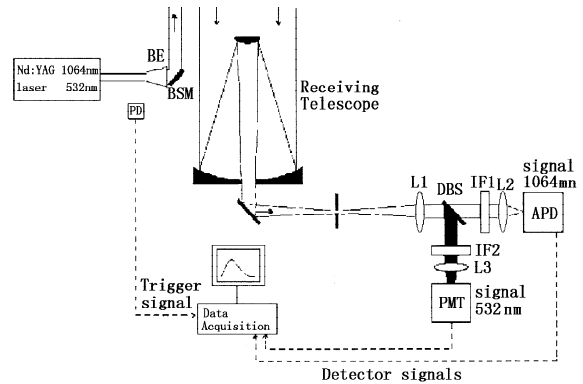 BE
Nd:YAG 1064nm
laser 532nm
BSM
PD
Receiving
Telescope
signal
1064mn
L1
DBS
IF1
L2
APD
IF2
L3
PMT
signal
532nm
Trigger
signal
Data
Acquisition
Detector signals